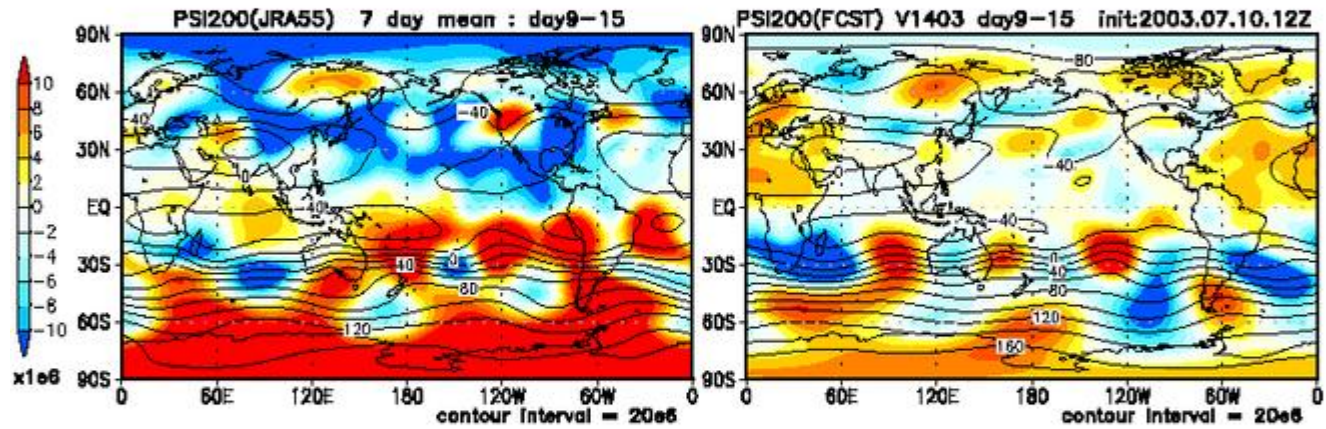 PSI200(JRA55) 7 day mean : day9-15
PSI200(FCST) V1403 day9-15 init:2003.07.10.12Z
10
8
6
4
2
0
-2
-4
-6
-8
-10
x1e6
90N
60N
30N
EQ
30S
60S
90S
0
60E
120E
180
120W
60W
0
contour interval = 20e6
-40
40
0
-40
40
0
80
120
90N
60N
30N
EQ
30S
60S
90S
0
60E
120E
180
120W
60W
0
contour interval = 20e6
-80
-40
0
-40
0
40
80
120
160